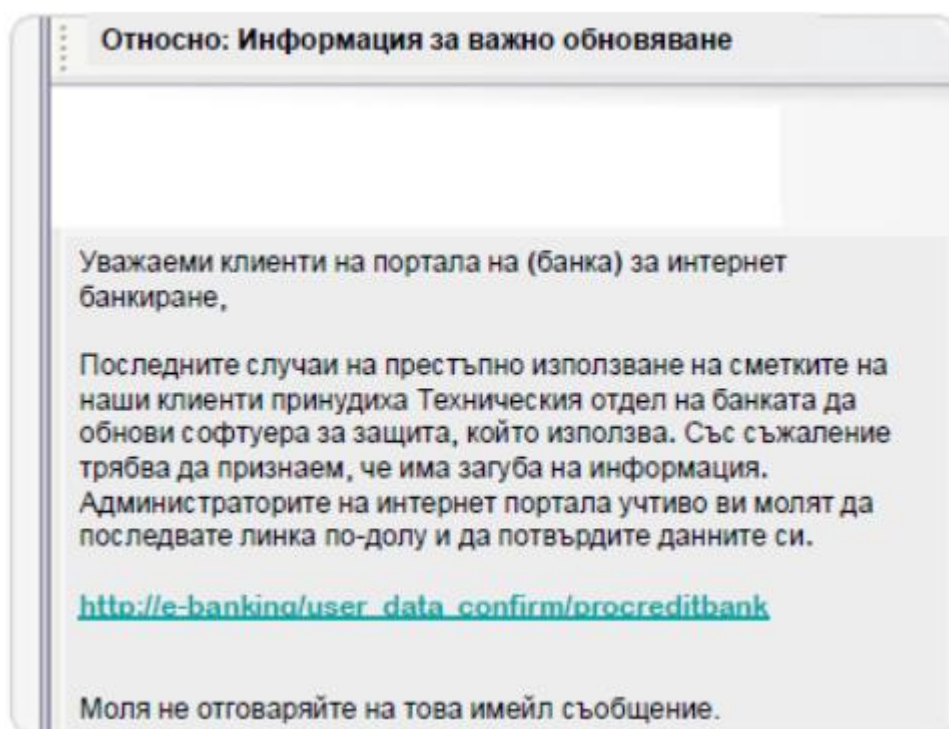 Относно: Информация за важно обновяване
Уважаеми клиенти на портала на (банка) за интернет
банкиране,
Последните случаи на престъпно използване на сметките на
наши клиенти принудиха Техническия отдел на банката да
обнови софтуера за защита, който използва. Със съжаление
трябва да признаем, че има загуба на информация.
Администраторите на интернет портала учтиво ви молят да
последвате линка по-долу и да потвърдите данните си.
http://e-banking/user_data_confirm/procreditbank
Моля не отговаряйте на това имейл съобщение.